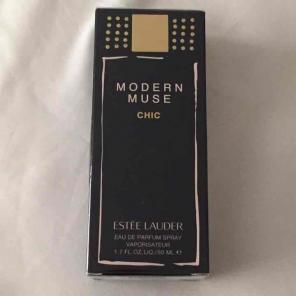 MODERN
MUSE
CHIC
ESTĒE LAUDER
EAU DE PARFUM SPRAY
VAPORISATEUR
1.7 FL.OZ.LIQ./50 ML ℮